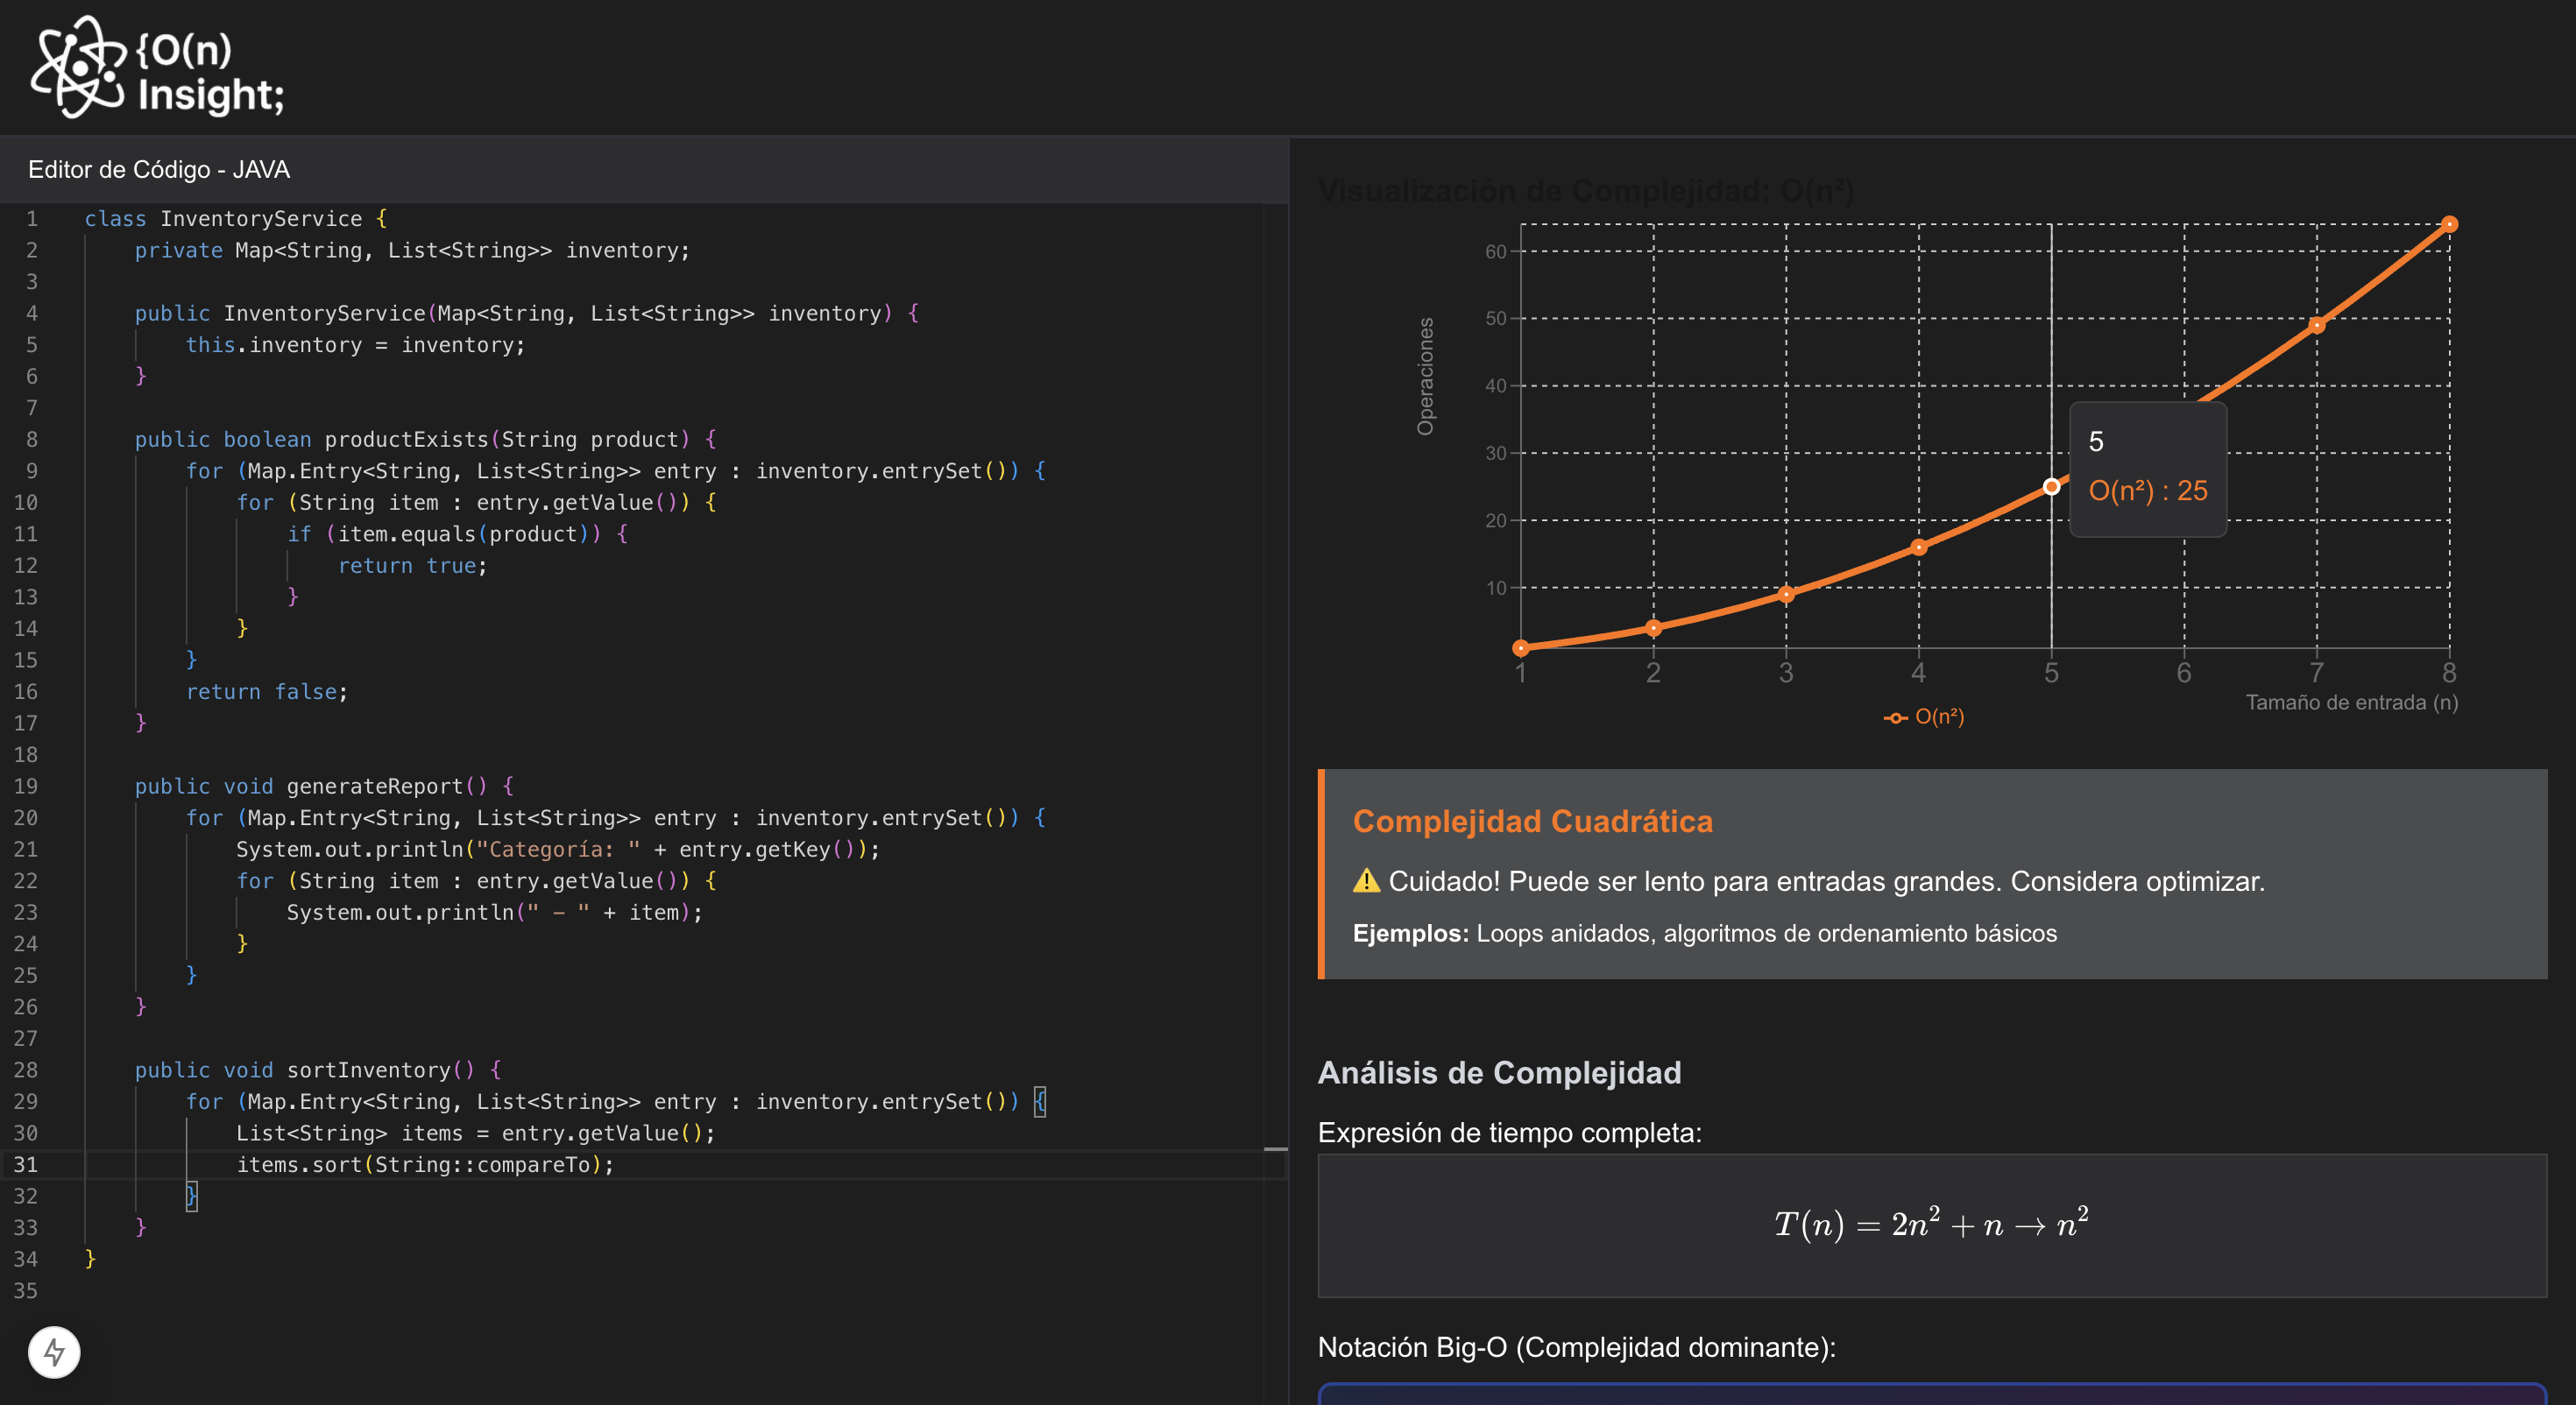 {O(n)
Insight;
Editor de Código - JAVA
1 class InventoryService {
2 private Map<String, List<String>> inventory;
3
4 public InventoryService(Map<String, List<String>> inventory) {
5 this.inventory = inventory;
6 }
7
8 public boolean productExists(String product) {
9 for (Map.Entry<String, List<String>> entry : inventory.entrySet()) {
10 for (String item : entry.getValue()) {
11 if (item.equals(product)) {
12 return true;
13 }
14 }
15 }
16 return false;
17 }
18
19 public void generateReport() {
20 for (Map.Entry<String, List<String>> entry : inventory.entrySet()) {
21 System.out.println("Categoría: " + entry.getKey());
22 for (String item : entry.getValue()) {
23 System.out.println(" – " + item);
24 }
25 }
26 }
27
28 public void sortInventory() {
29 for (Map.Entry<String, List<String>> entry : inventory.entrySet()) {
30 List<String> items = entry.getValue();
31 items.sort(String::compareTo);
32 }
33 }
34 }
35
Visualización de Complejidad: O(n²)
Operaciones
60
50
40
30
20
10
5
O(n²) : 25
1 2 3 4 5 6 7 8
Tamaño de entrada (n)
O(n²)
Complejidad Cuadrática
⚠️ Cuidado! Puede ser lento para entradas grandes. Considera optimizar.
Ejemplos: Loops anidados, algoritmos de ordenamiento básicos
Análisis de Complejidad
Expresión de tiempo completa:
T(n) = 2n² + n → n²
Notación Big-O (Complejidad dominante):